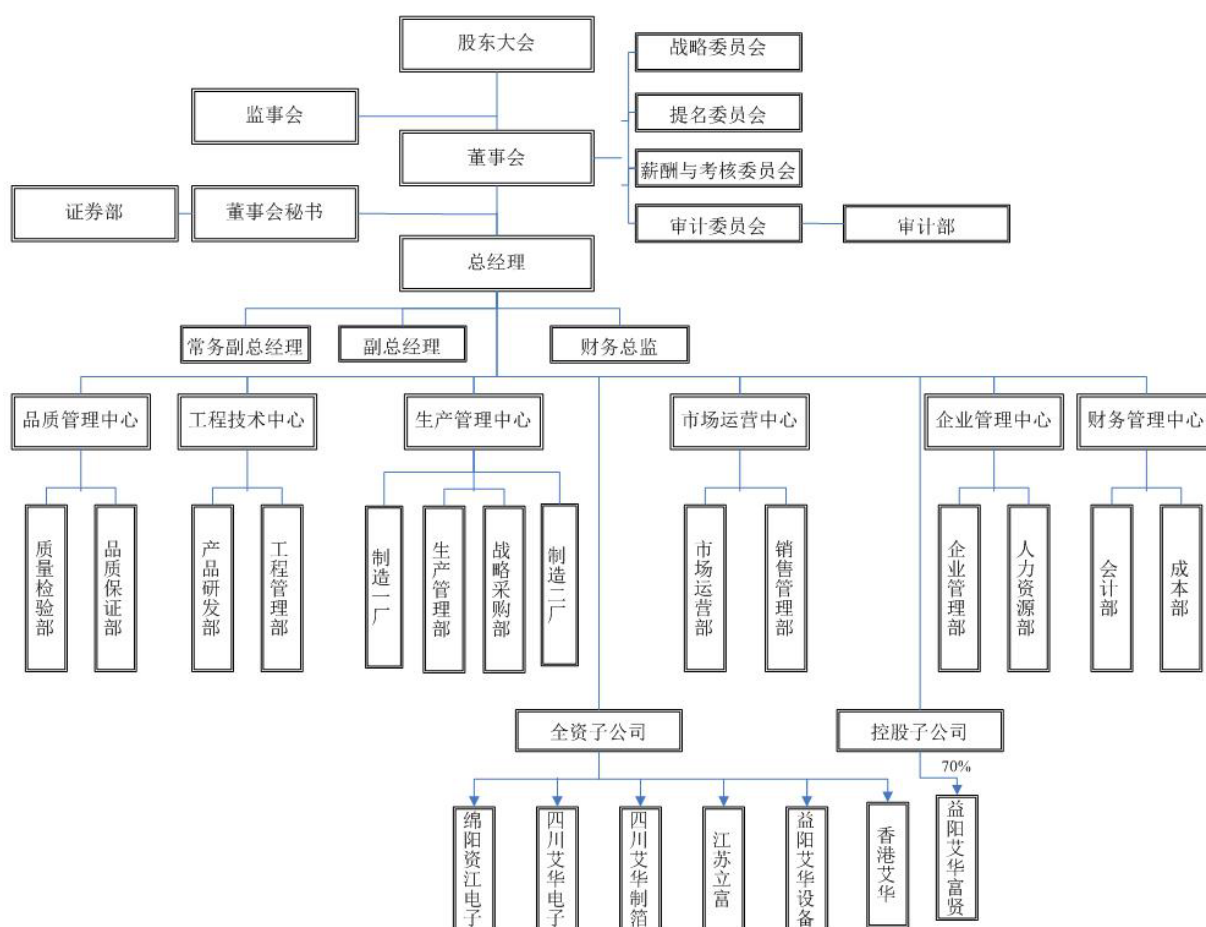 股东大会
战略委员会
监事会
提名委员会
董事会
薪酬与考核委员会
证券部
董事会秘书
审计委员会
审计部
总经理
常务副总经理
副总经理
财务总监
品质管理中心
工程技术中心
生产管理中心
市场运营中心
企业管理中心
财务管理中心
质量检验部
品质保证部
产品研发部
工程管理部
制造一厂
生产管理部
战略采购部
制造二厂
市场运营部
销售管理部
企业管理部
人力资源部
会计部
成本部
全资子公司
控股子公司
70%
绵阳资江电子
四川艾华电子
四川艾华制箔
江苏立富
益阳艾华设备
香港艾华
益阳艾华富贤